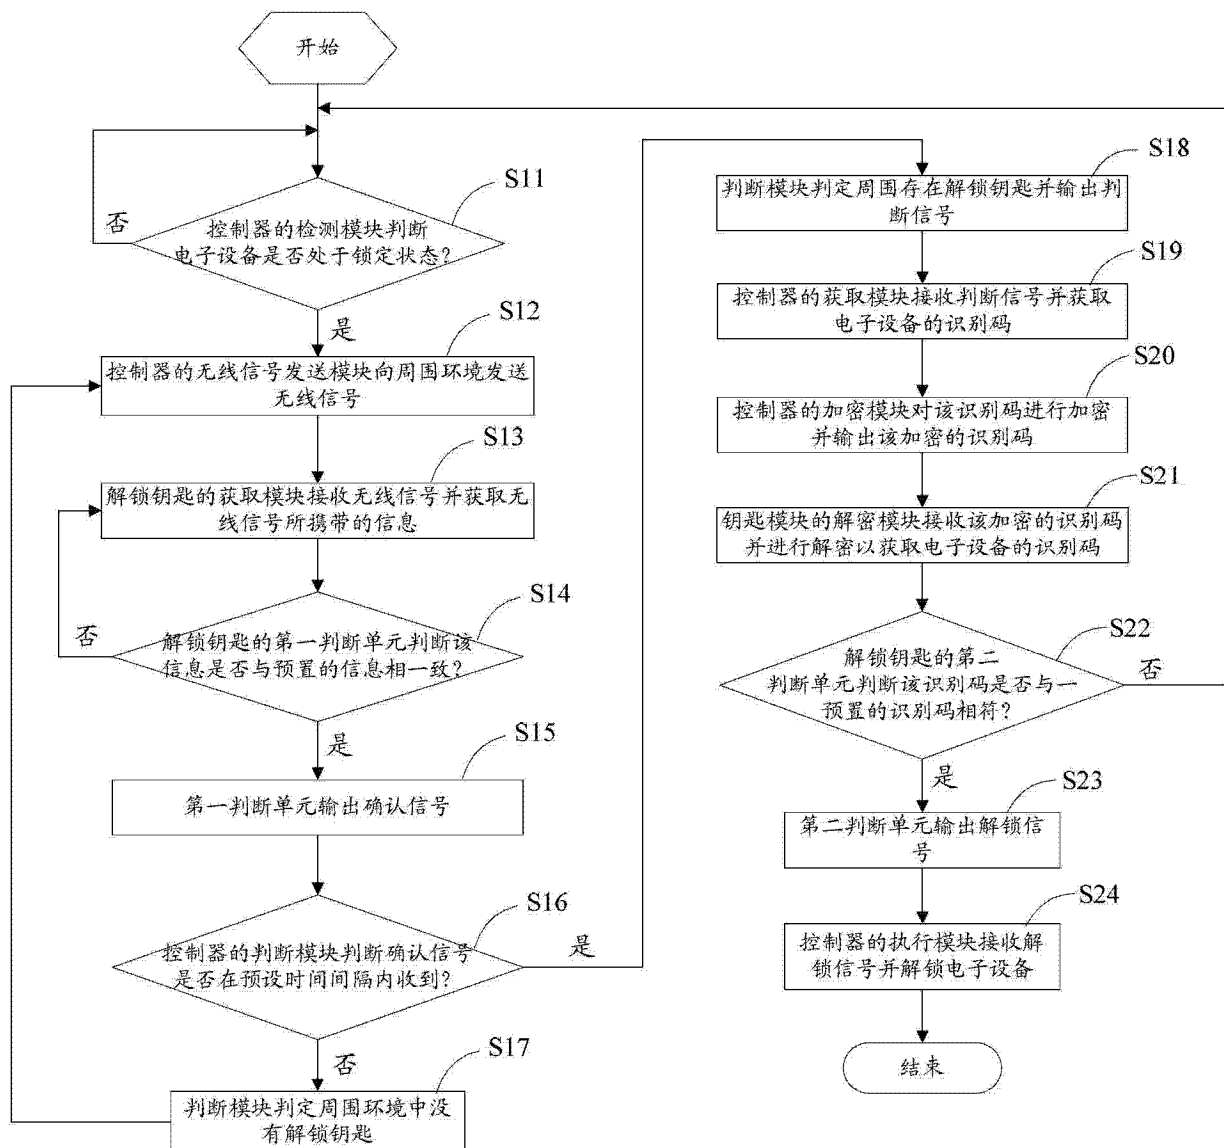 开始
S11
否
控制器的检测模块判断
电子设备是否处于锁定状态?
是
S12
控制器的无线信号发送模块向周围环境发送
无线信号
S13
解锁钥匙的获取模块接收无线信号并获取无
线信号所携带的信息
S14
否
解锁钥匙的第一判断单元判断该
信息是否与预置的信息相一致?
是
S15
第一判断单元输出确认信号
S16
控制器的判断模块判断确认信号
是否在预设时间间隔内收到?
是
否
S17
判断模块判定周围环境中没
有解锁钥匙
S18
判断模块判定周围存在解锁钥匙并输出判
断信号
S19
控制器的获取模块接收判断信号并获取
电子设备的识别码
S20
控制器的加密模块对该识别码进行加密
并输出该加密的识别码
S21
钥匙模块的解密模块接收该加密的识别码
并进行解密以获取电子设备的识别码
S22
解锁钥匙的第二
判断单元判断该识别码是否与一
预置的识别码相符?
否
是
S23
第二判断单元输出解锁信
号
S24
控制器的执行模块接收解
锁信号并解锁电子设备
结束